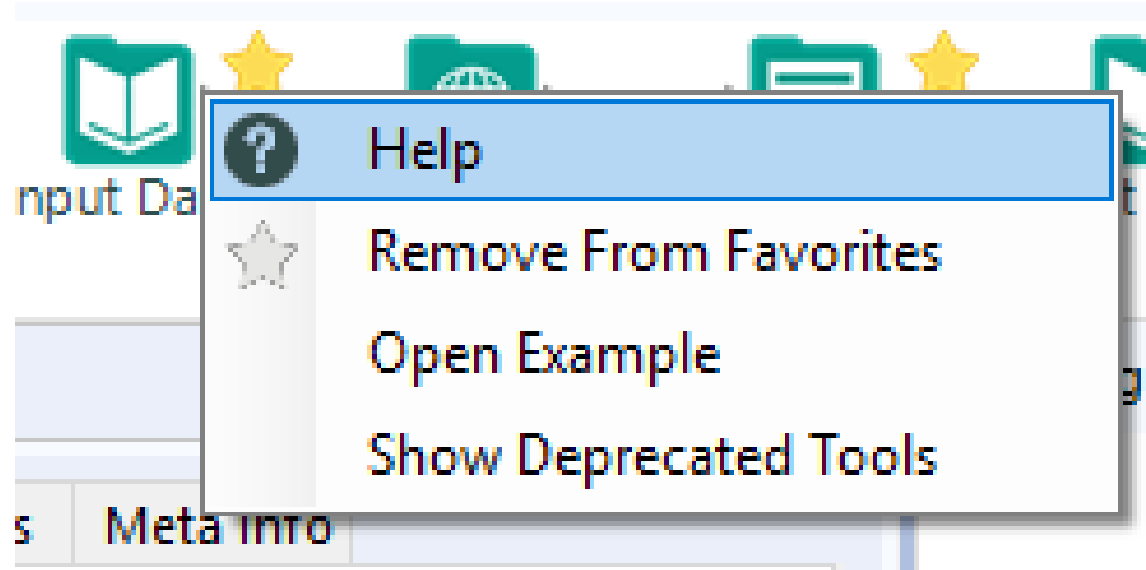 nput Da
Help
Remove From Favorites
Open Example
Show Deprecated Tools
s
Meta Info